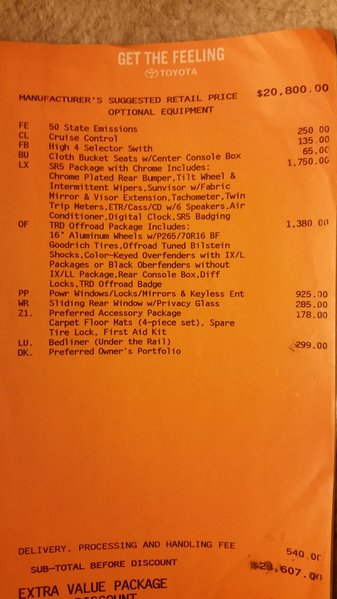 GET THE FEELING
TOYOTA
MANUFACTURER'S SUGGESTED RETAIL PRICE $20,800.00
OPTIONAL EQUIPMENT
FE 50 State Emissions 250.00
CL Cruise Control 135.00
FB High 4 Selector Swith 65.00
BU Cloth Bucket Seats w/Center Console Box
LX SR5 Package with Chrome Includes: 1,750.00
Chrome Plated Rear Bumper,Tilt Wheel &
Intermittent Wipers,Sunvisor w/Fabric
Mirror & Visor Extension,Tachometer,Twin
Trip Meters,ETR/Cass/CD w/6 Speakers,Air
Conditioner,Digital Clock,SR5 Badging
OF TRD Offroad Package Includes: 1,380.00
16" Aluminum Wheels w/P265/70R16 BF
Goodrich Tires,Offroad Tuned Bilstein
Shocks,Color-Keyed Overfenders with IX/L
Packages or Black Oberfenders without
IX/LL Package,Rear Console Box,Diff
Locks,TRD Offroad Badge
PP Powr Windows/Locks/Mirrors & Keyless Ent 925.00
WR Sliding Rear Window w/Privacy Glass 285.00
Z1. Preferred Accessory Package 178.00
Carpet Floor Mats (4-piece set), Spare
Tire Lock, First Aid Kit
LU. Bedliner (Under the Rail) 299.00
DK. Preferred Owner's Portfolio
DELIVERY, PROCESSING AND HANDLING FEE 540.00
SUB-TOTAL BEFORE DISCOUNT
EXTRA VALUE PACKAGE
DISCOUNT